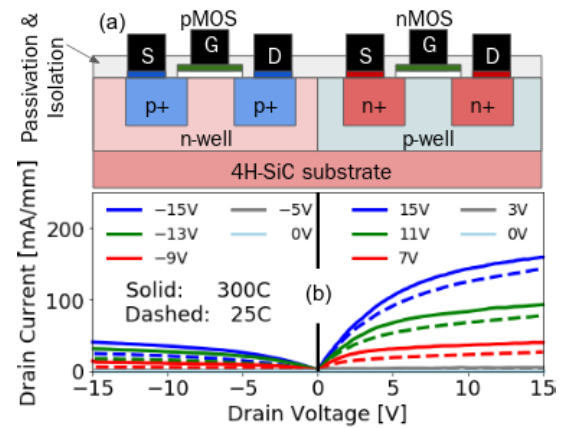 (a)
pMOS
nMOS
Passivation &
Isolation
S
G
D
S
G
D
p+
p+
n+
n+
n-well
p-well
4H-SiC substrate
Drain Current [mA/mm]
200
100
0
−15V
−5V
−13V
0V
−9V
15V
3V
11V
0V
7V
Solid: 300C
Dashed: 25C
(b)
−15
−10
−5
0
5
10
15
Drain Voltage [V]